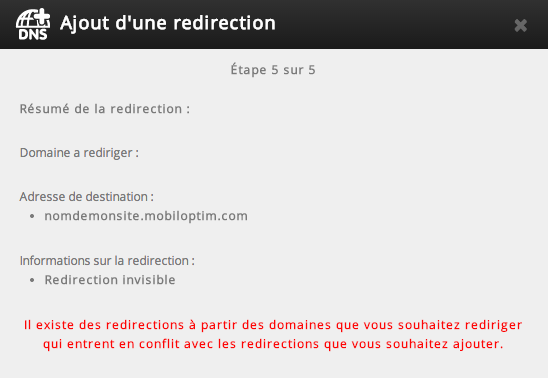 DNS
Ajout d'une redirection
Étape 5 sur 5
Résumé de la redirection :
Domaine a rediriger :
Adresse de destination :
• nomdemonsite.mobiloptim.com
Informations sur la redirection :
• Redirection invisible
Il existe des redirections à partir des domaines que vous souhaitez rediriger
qui entrent en conflit avec les redirections que vous souhaitez ajouter.